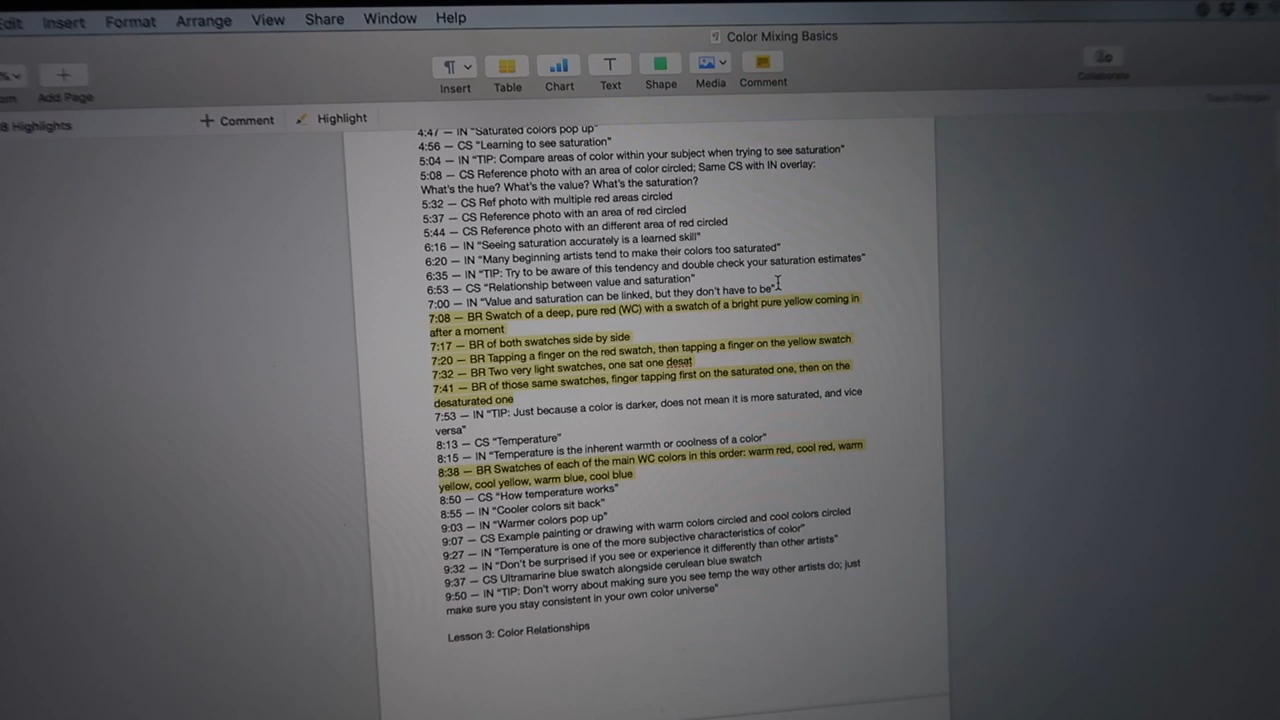 Edit Insert Format Arrange View Share Window Help
Color Mixing Basics
Insert Table Chart Text Shape Media Comment
Add Page
Collaborate
8 Highlights + Comment Highlight
4:47 — IN "Saturated colors pop up"
4:56 — CS "Learning to see saturation"
5:04 — IN "TIP: Compare areas of color within your subject when trying to see saturation"
5:08 — CS Reference photo with an area of color circled; Same CS with IN overlay:
What's the hue? What's the value? What's the saturation?
5:32 — CS Ref photo with multiple red areas circled
5:37 — CS Reference photo with an area of red circled
5:44 — CS Reference photo with a different area of red circled
6:16 — IN "Seeing saturation accurately is a learned skill"
6:20 — IN "Many beginning artists tend to make their colors too saturated"
6:35 — IN "TIP: Try to be aware of this tendency and double check your saturation estimates"
6:53 — CS "Relationship between value and saturation"
7:00 — IN "Value and saturation can be linked, but they don't have to be"
7:08 — BR Swatch of a deep, pure red (WC) with a swatch of a bright pure yellow coming in
after a moment
7:17 — BR of both swatches side by side
7:20 — BR Tapping a finger on the red swatch, then tapping a finger on the yellow swatch
7:32 — BR Two very light swatches, one sat one desat
7:41 — BR of those same swatches, finger tapping first on the saturated one, then on the
desaturated one
7:53 — IN "TIP: Just because a color is darker, does not mean it is more saturated, and vice
versa"
8:13 — CS "Temperature"
8:15 — IN "Temperature is the inherent warmth or coolness of a color"
8:38 — BR Swatches of each of the main WC colors in this order: warm red, cool red, warm
yellow, cool yellow, warm blue, cool blue
8:50 — CS "How temperature works"
8:55 — IN "Cooler colors sit back"
9:03 — IN "Warmer colors pop up"
9:07 — CS Example painting or drawing with warm colors circled and cool colors circled
9:27 — IN "Temperature is one of the more subjective characteristics of color"
9:32 — IN "Don't be surprised if you see or experience it differently than other artists"
9:37 — CS Ultramarine blue swatch alongside cerulean blue swatch
9:50 — IN "TIP: Don't worry about making sure you see temp the way other artists do; just
make sure you stay consistent in your own color universe"
Lesson 3: Color Relationships